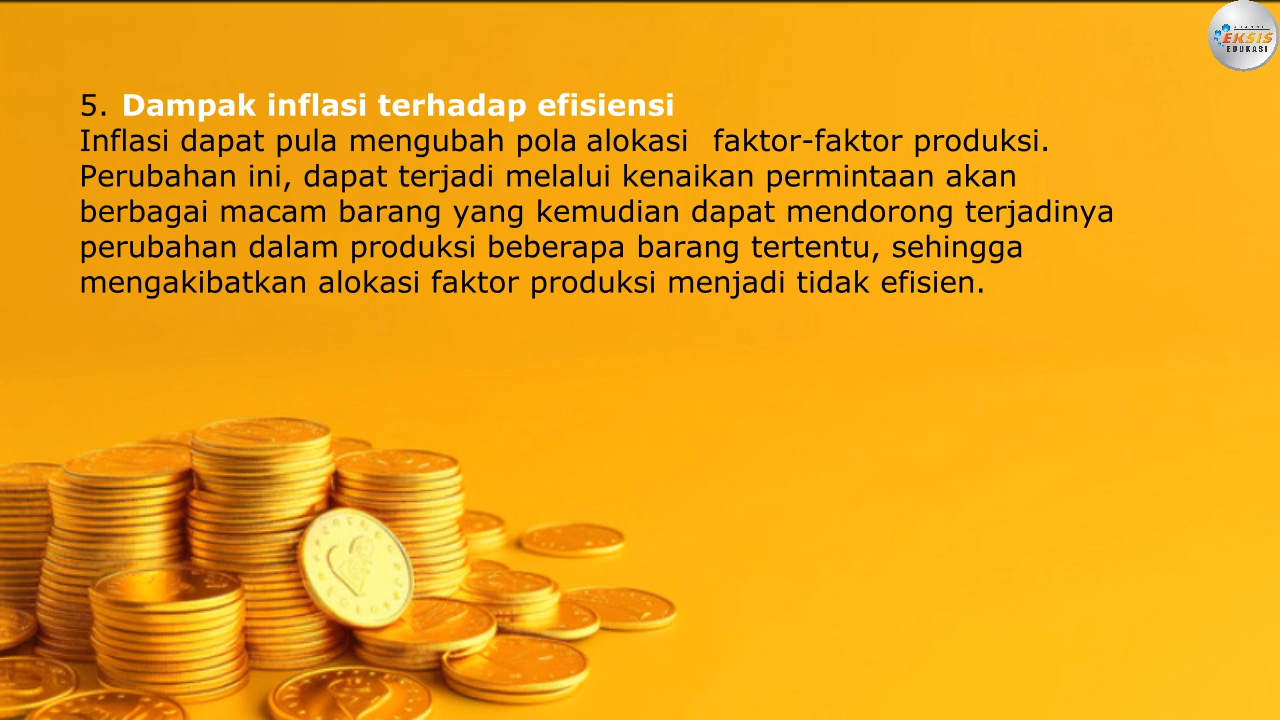 EKSIS
EDUKASI
5. Dampak inflasi terhadap efisiensi
Inflasi dapat pula mengubah pola alokasi faktor-faktor produksi.
Perubahan ini, dapat terjadi melalui kenaikan permintaan akan
berbagai macam barang yang kemudian dapat mendorong terjadinya
perubahan dalam produksi beberapa barang tertentu, sehingga
mengakibatkan alokasi faktor produksi menjadi tidak efisien.